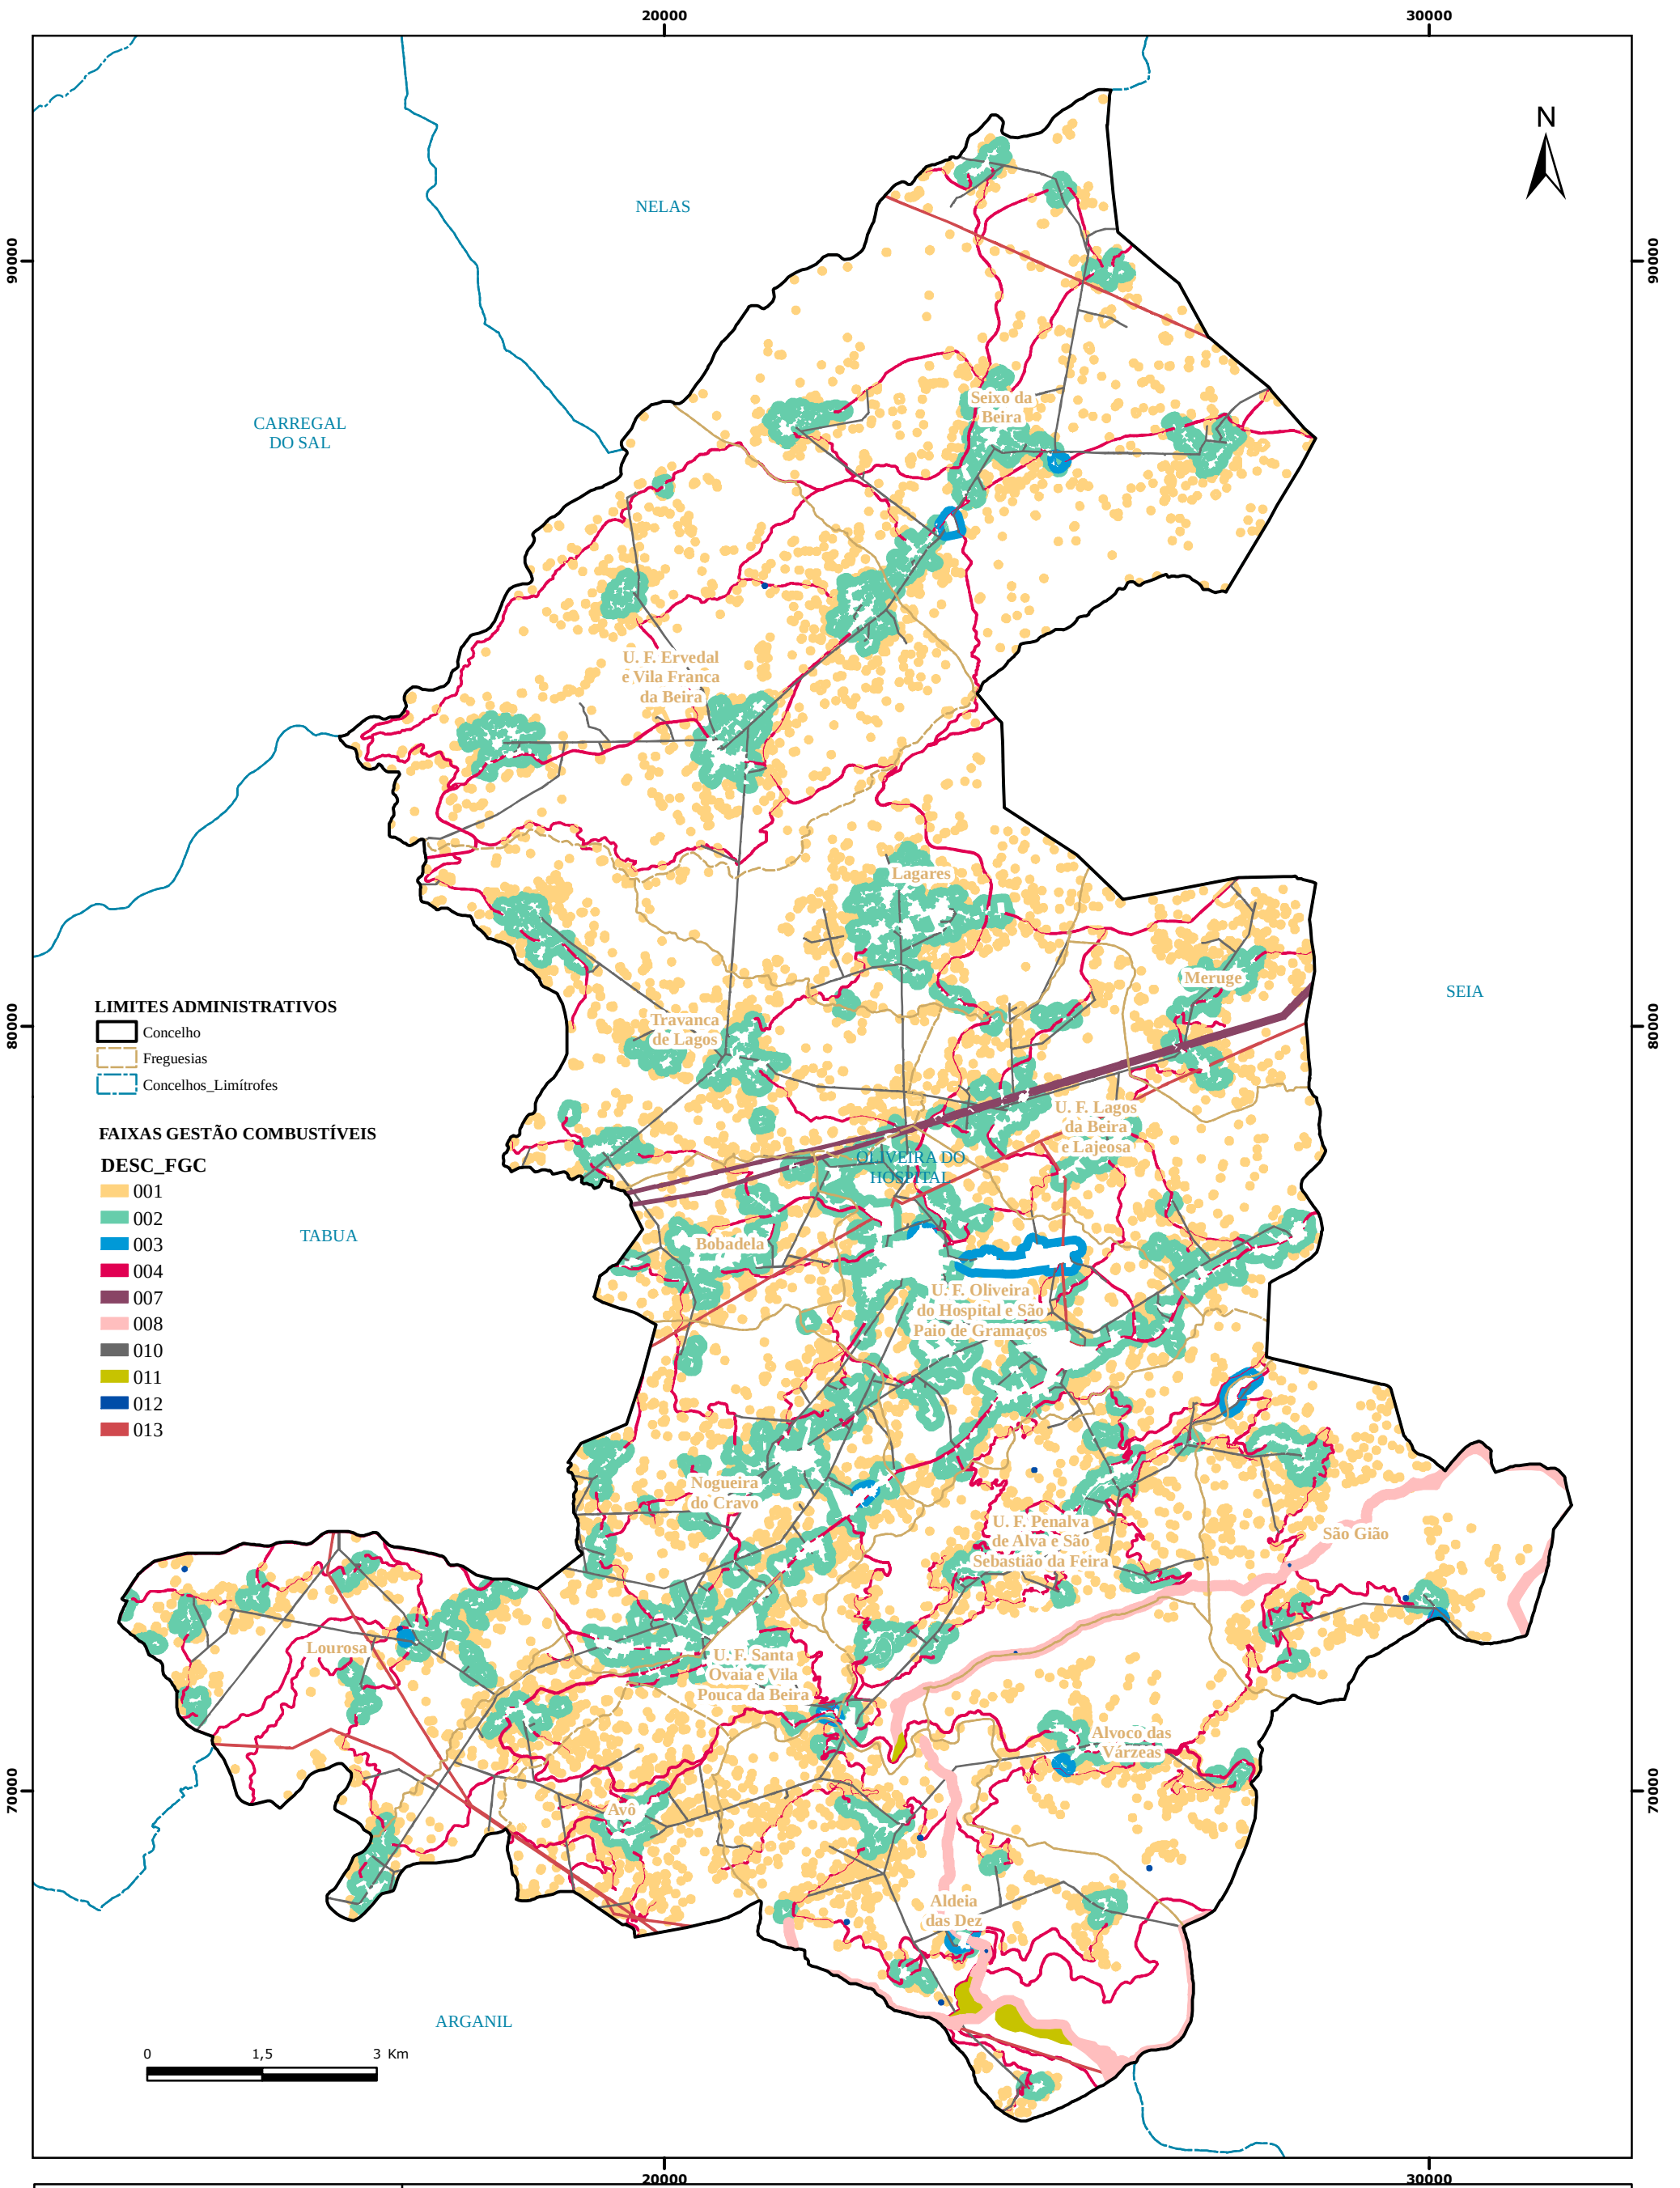 20000
30000
N
NELAS
90000
90000
CARREGAL
DO SAL
Seixo da
Beira
U. F. Ervedal
e Vila Franca
da Beira
Lagares
Meruge
SEIA
LIMITES ADMINISTRATIVOS
Concelho
Freguesias
Concelhos_Limítrofes
80000
80000
Travanca
de Lagos
U. F. Lagos
da Beira
e Lajeosa
FAIXAS GESTÃO COMBUSTÍVEIS
DESC_FGC
001
002
003
004
007
008
010
011
012
013
OLIVEIRA DO
HOSPITAL
TABUA
Bobadela
U. F. Oliveira
do Hospital e São
Paio de Gramaços
Nogueira
do Cravo
U. F. Penalva
de Alva e São
Sebastião da Feira
São Gião
Lourosa
U. F. Santa
Ovaia e Vila
Pouca da Beira
Alvoco das
Várzeas
70000
70000
Avô
Aldeia
das Dez
ARGANIL
0 1,5 3 Km
20000
30000